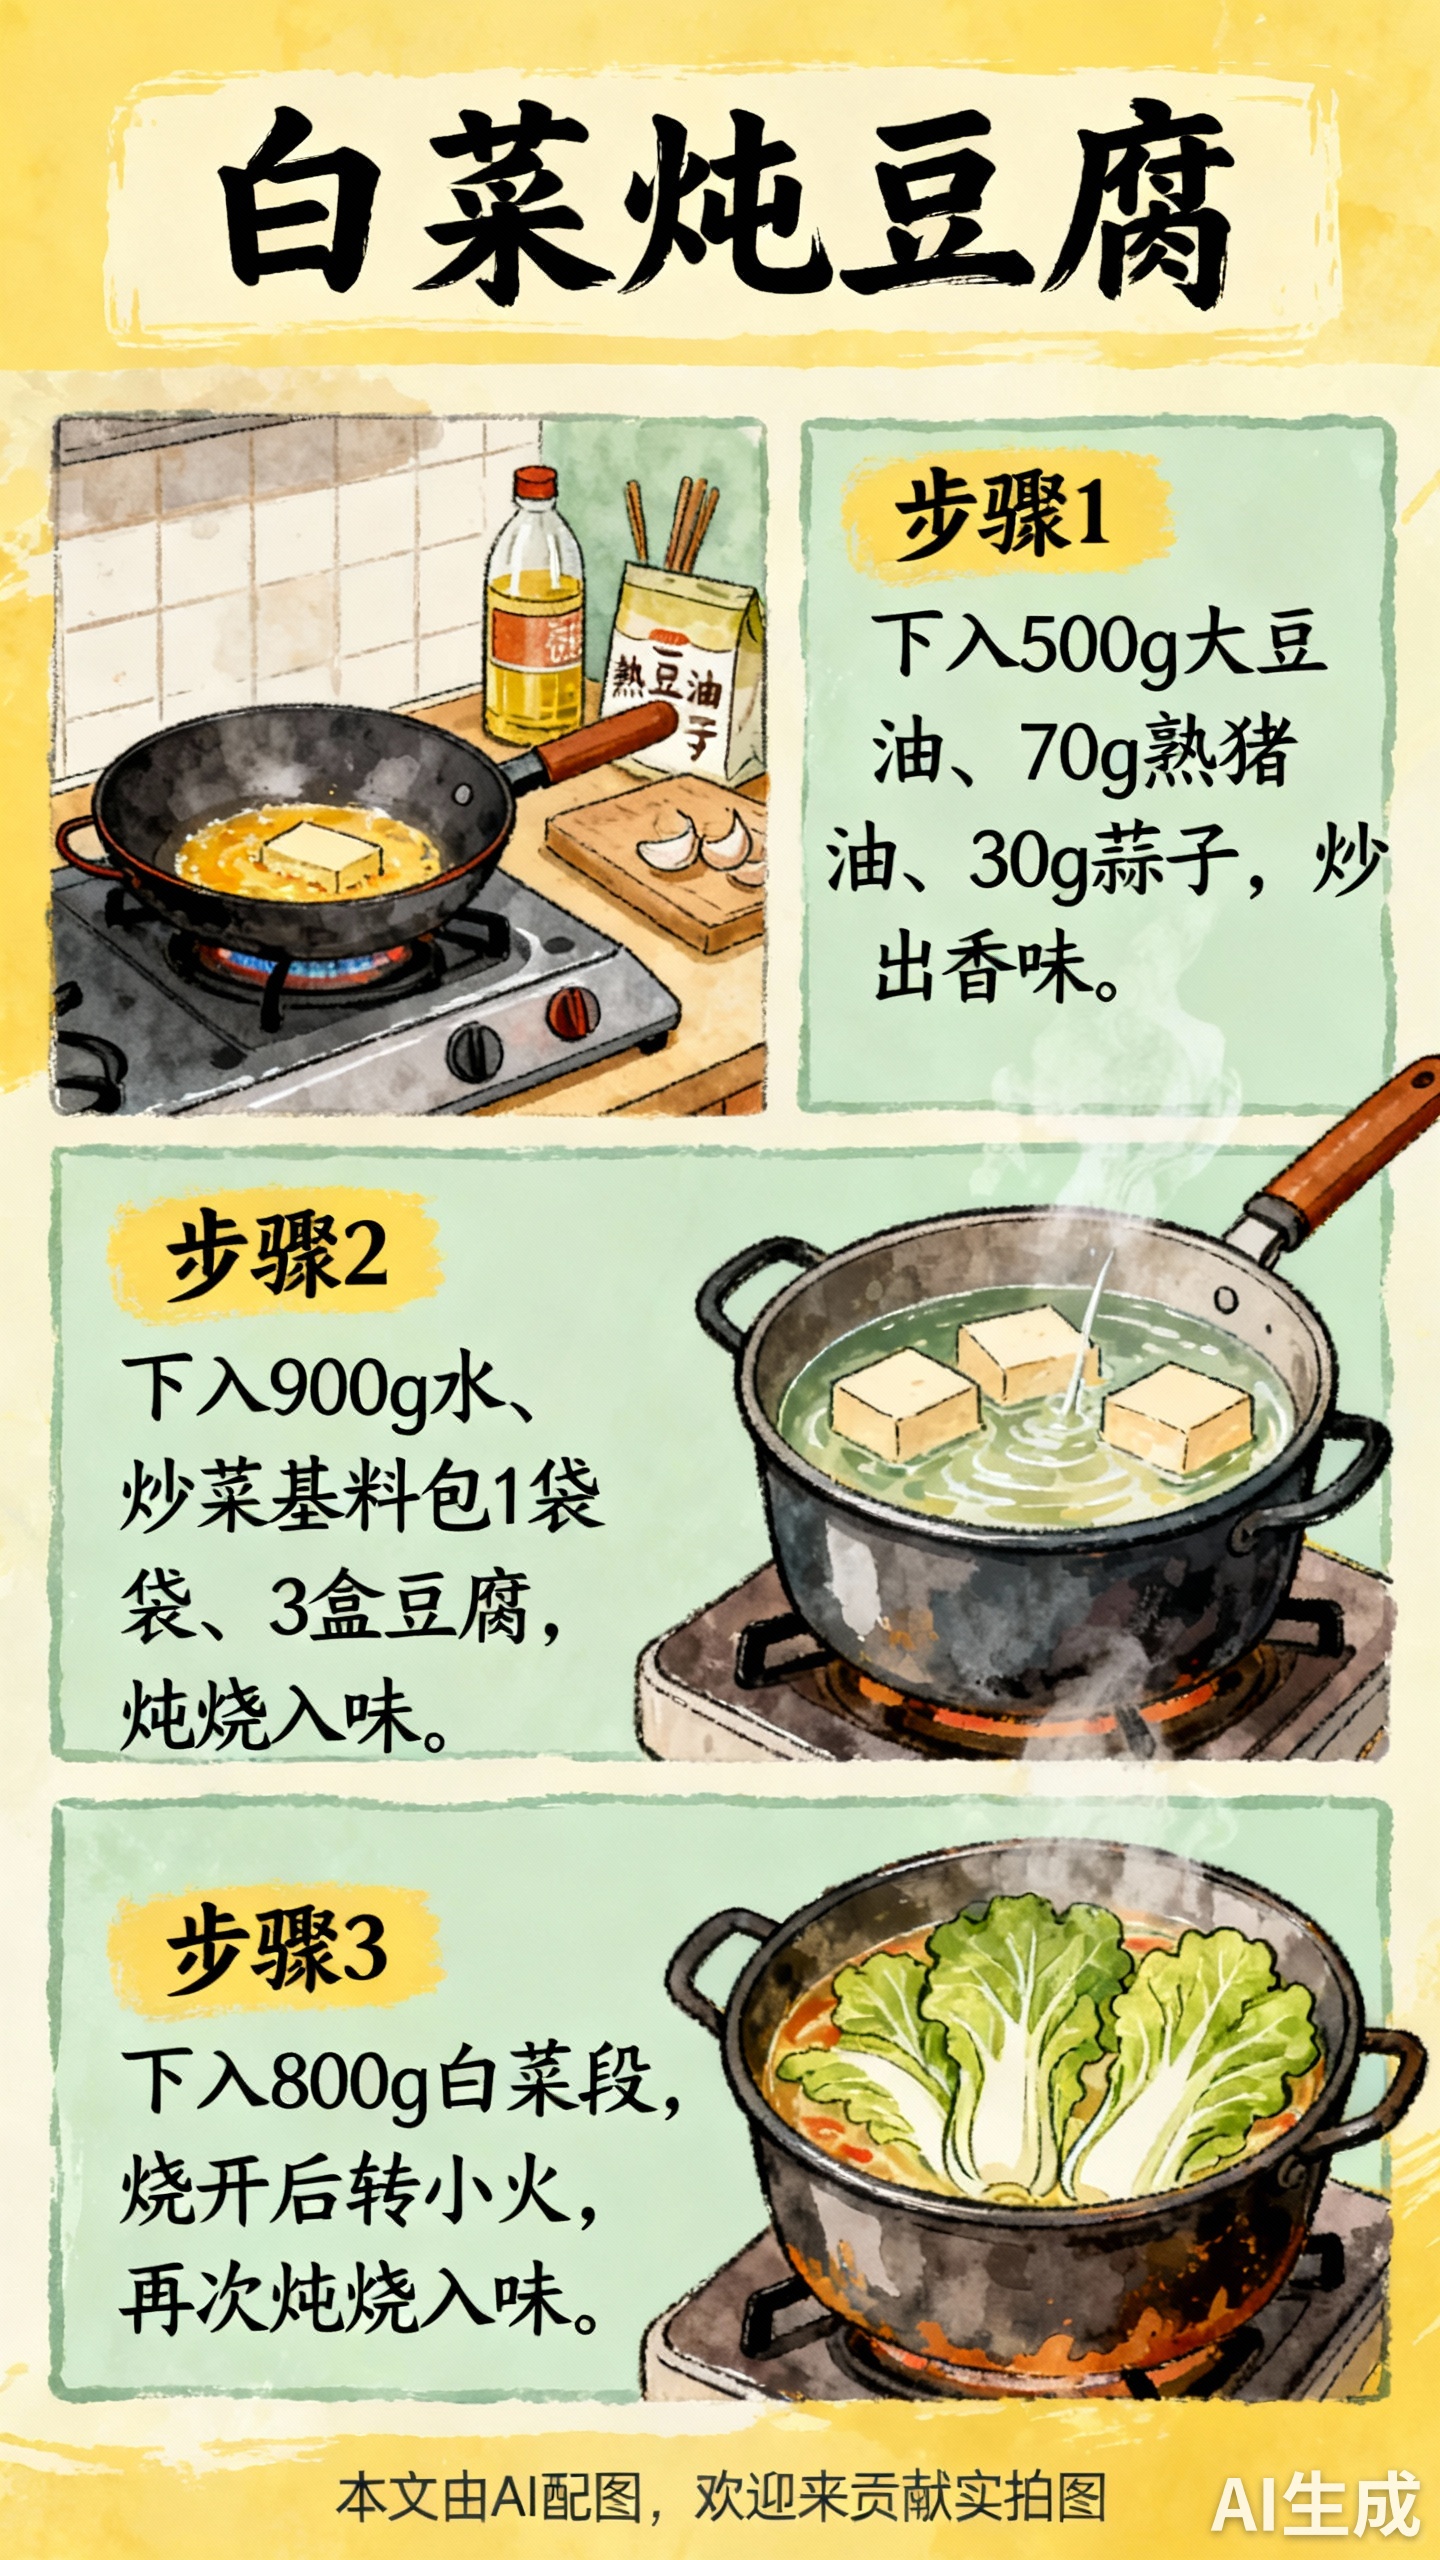 白菜炖豆腐
熟豆油
子
步骤1
下入500g大豆
油、70g熟猪
油、30g蒜子，炒
出香味。
步骤2
下入900g水、
炒菜基料包1袋
袋、3盒豆腐，
炖烧入味。
步骤3
下入800g白菜段，
烧开后转小火，
再次炖烧入味。
本文由AI配图，欢迎来贡献实拍图
AI生成